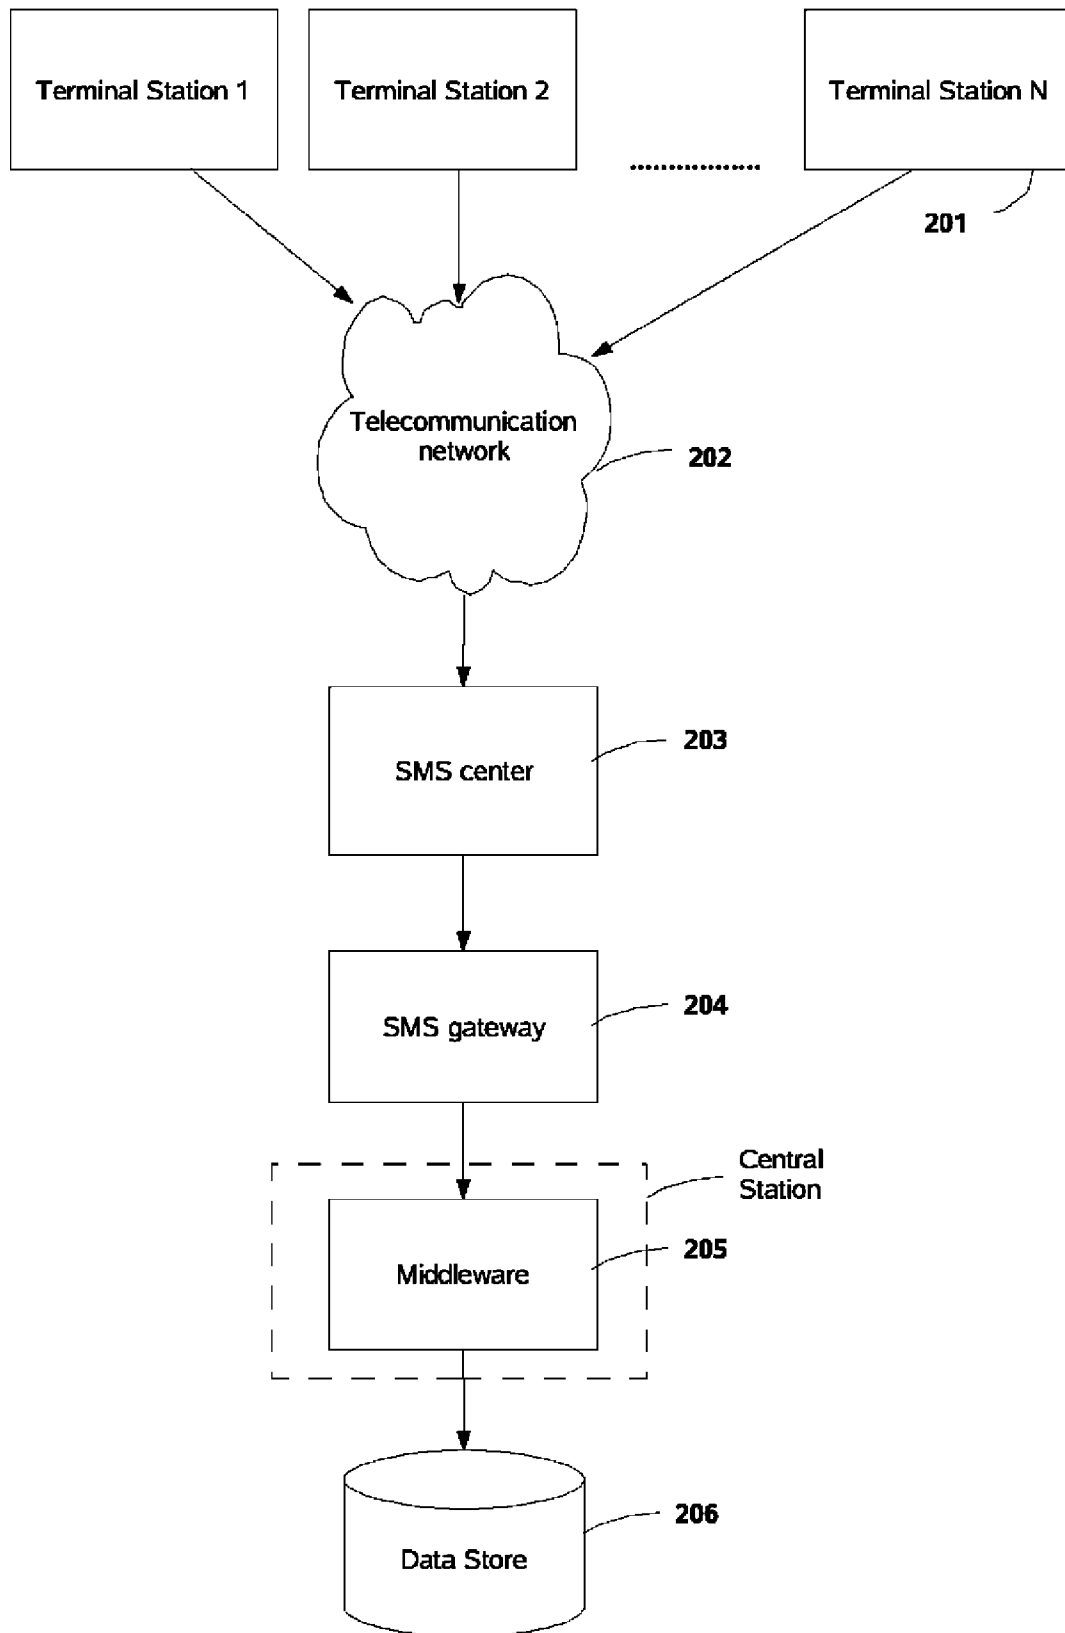 Terminal Station 1
Terminal Station 2
Terminal Station N
201
Telecommunication
network
202
203
SMS center
204
SMS gateway
Central
Station
205
Middleware
206
Data Store